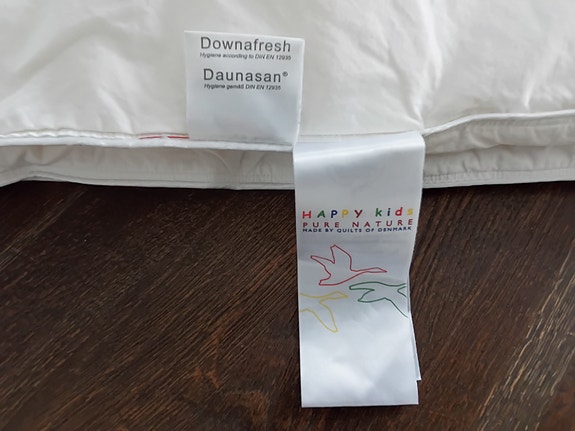 Downafresh
Hygiene according to DIN EN 12935
Daunasan®
Hygiene gemäß DIN EN 12935
HAPPY kids
PURE NATURE
MADE BY QUILTS OF DENMARK